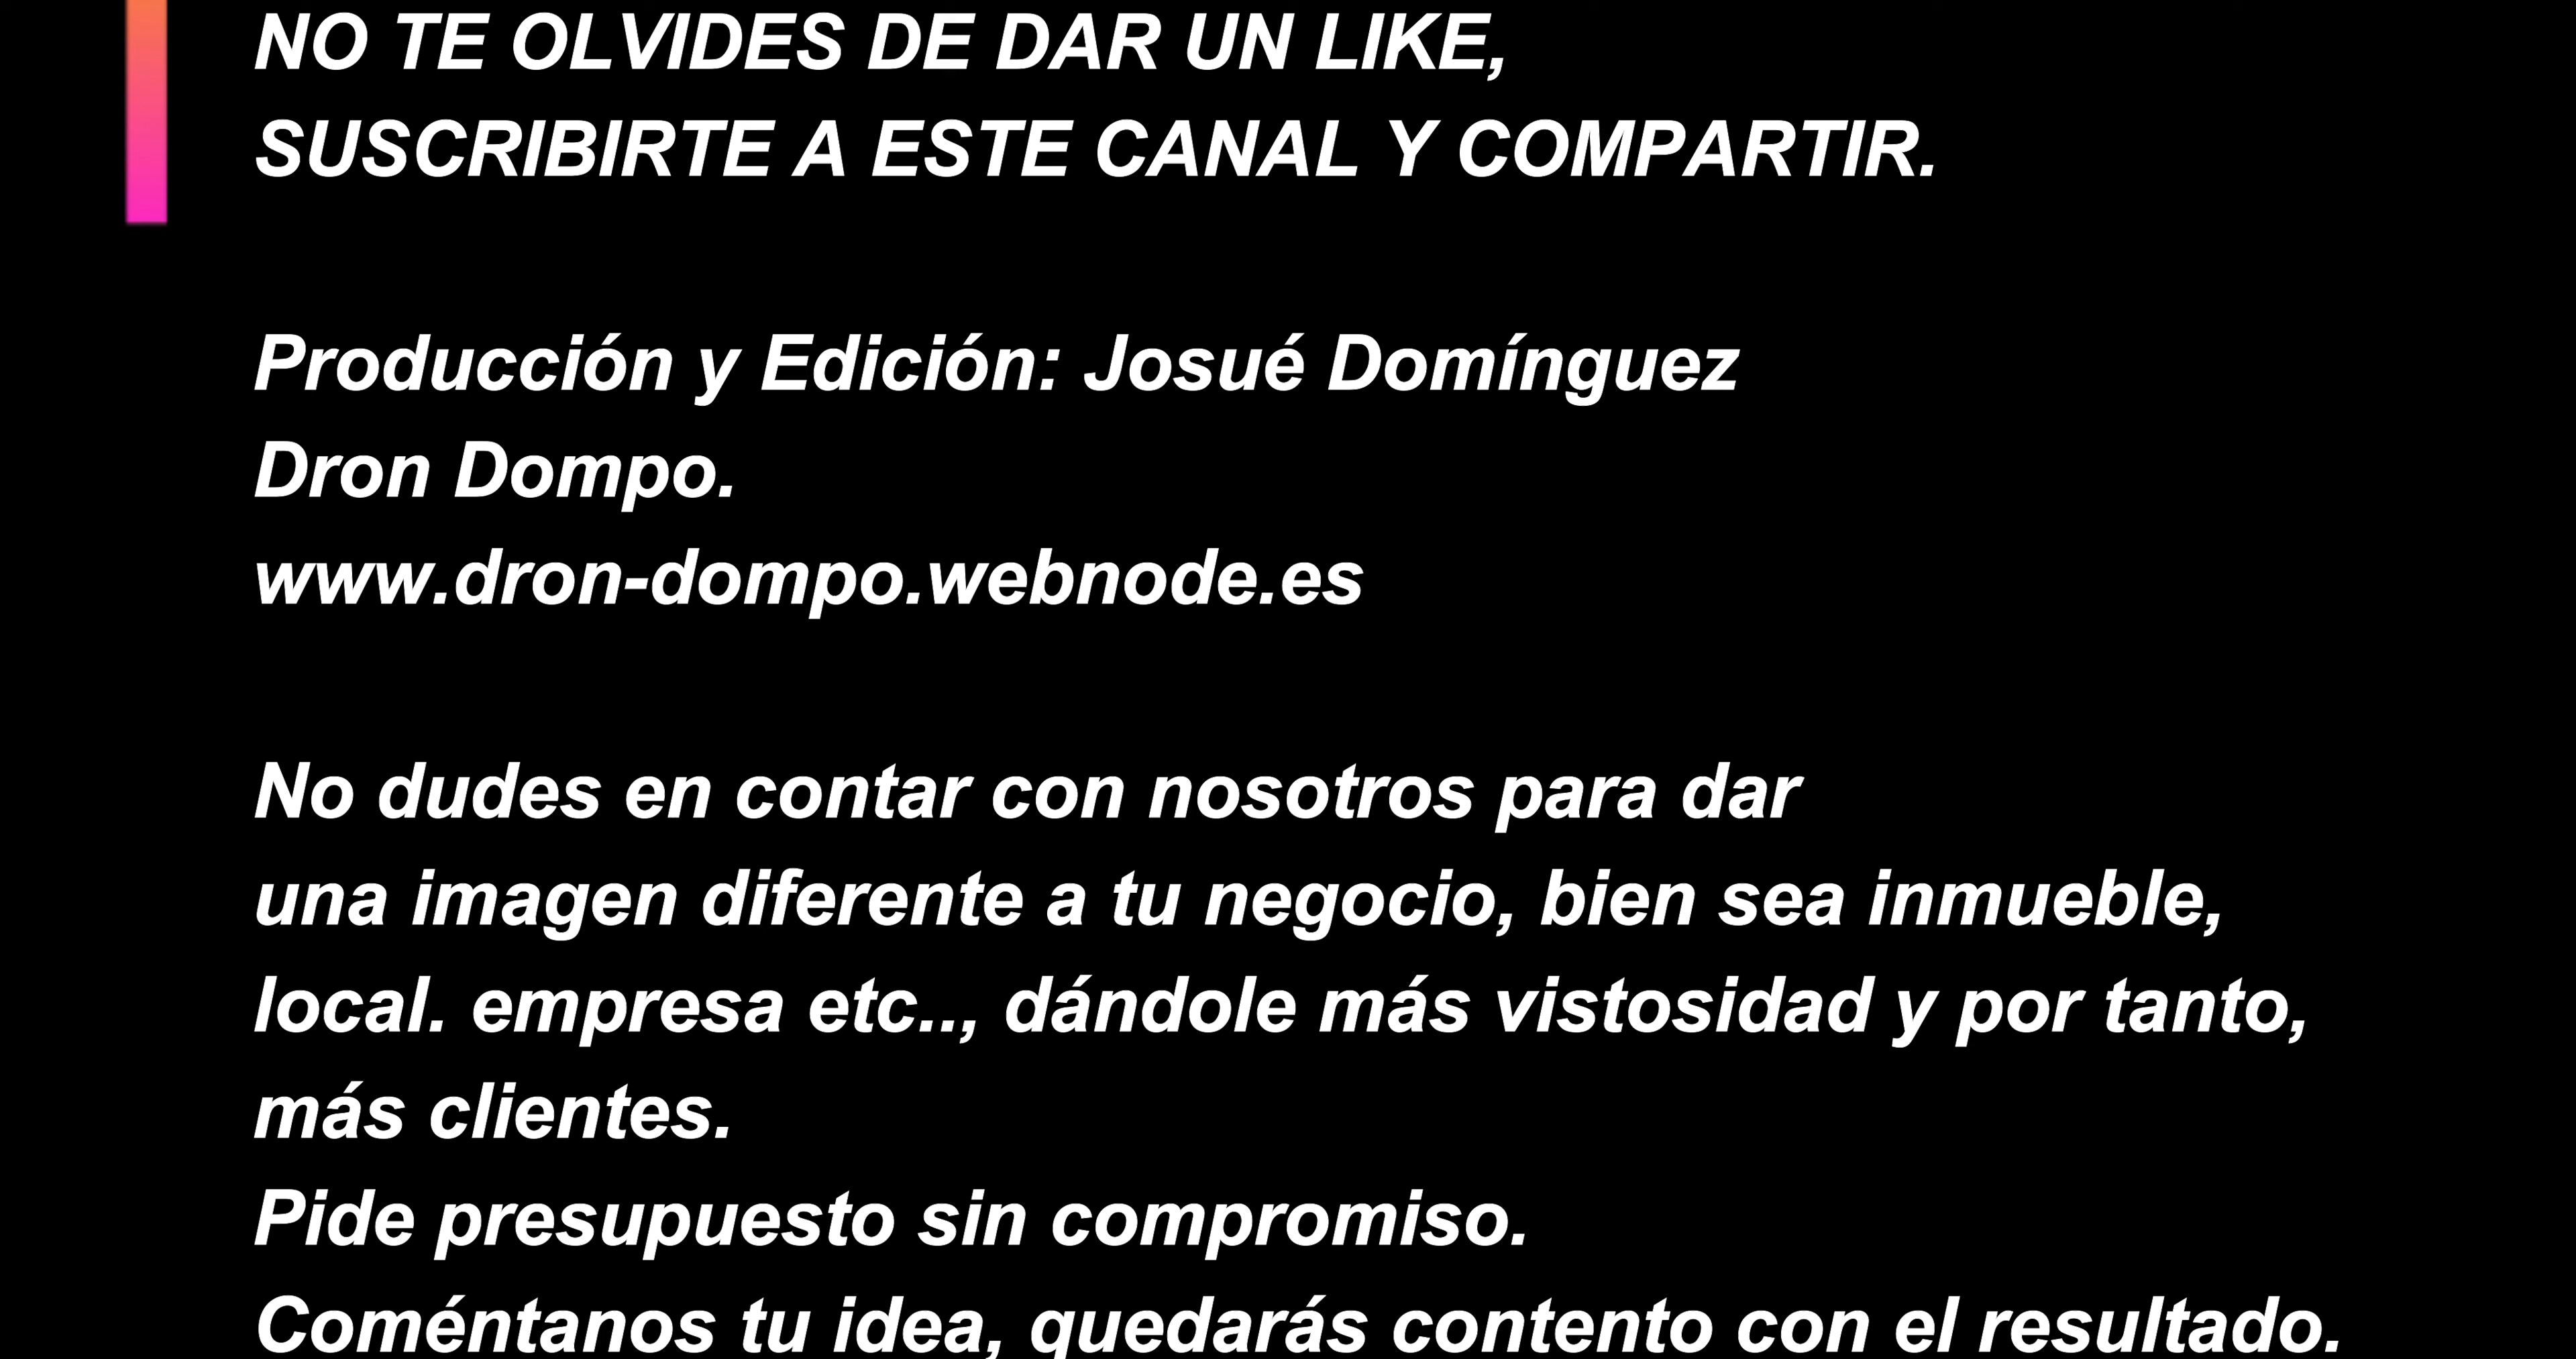 NO TE OLVIDES DE DAR UN LIKE,
SUSCRIBIRTE A ESTE CANAL Y COMPARTIR.
Producción y Edición: Josué Domínguez
Dron Dompo.
www.dron-dompo.webnode.es
No dudes en contar con nosotros para dar
una imagen diferente a tu negocio, bien sea inmueble,
local. empresa etc.., dándole más vistosidad y por tanto,
más clientes.
Pide presupuesto sin compromiso.
Coméntanos tu idea, quedarás contento con el resultado.